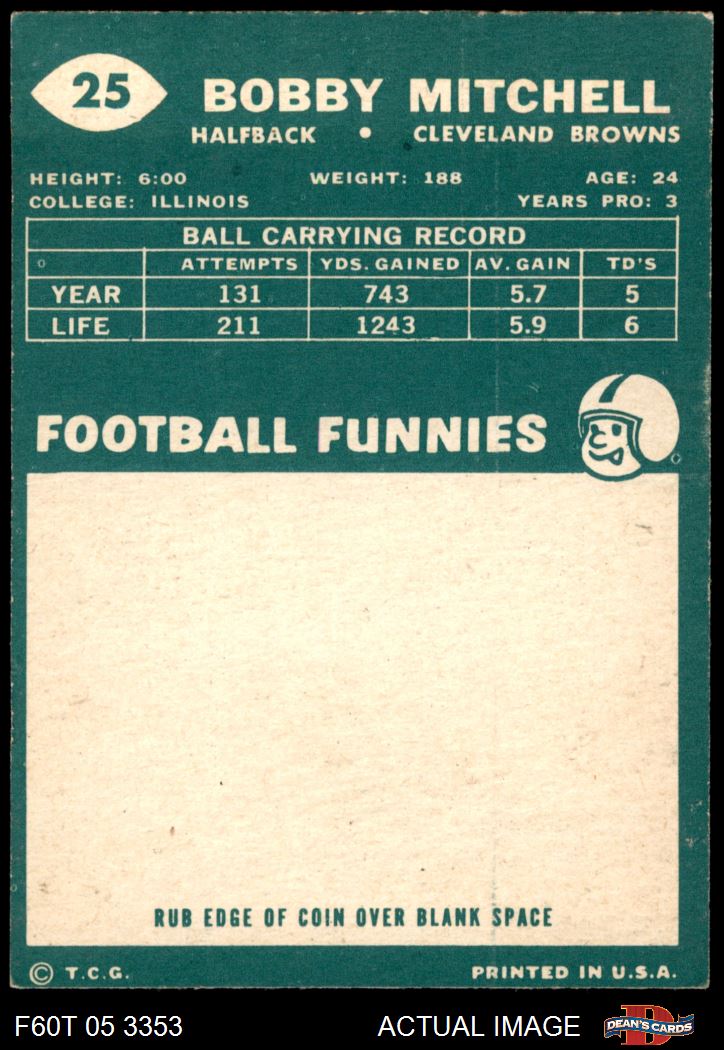 25
BOBBY MITCHELL
HALFBACK • CLEVELAND BROWNS
HEIGHT: 6:00 WEIGHT: 188 AGE: 24
COLLEGE: ILLINOIS YEARS PRO: 3
BALL CARRYING RECORD
ATTEMPTS YDS. GAINED AV. GAIN TD'S
YEAR 131 743 5.7 5
LIFE 211 1243 5.9 6
FOOTBALL FUNNIES
RUB EDGE OF COIN OVER BLANK SPACE
© T.C.G. PRINTED IN U.S.A.
F60T 05 3353 ACTUAL IMAGE D DEAN'S CARDS